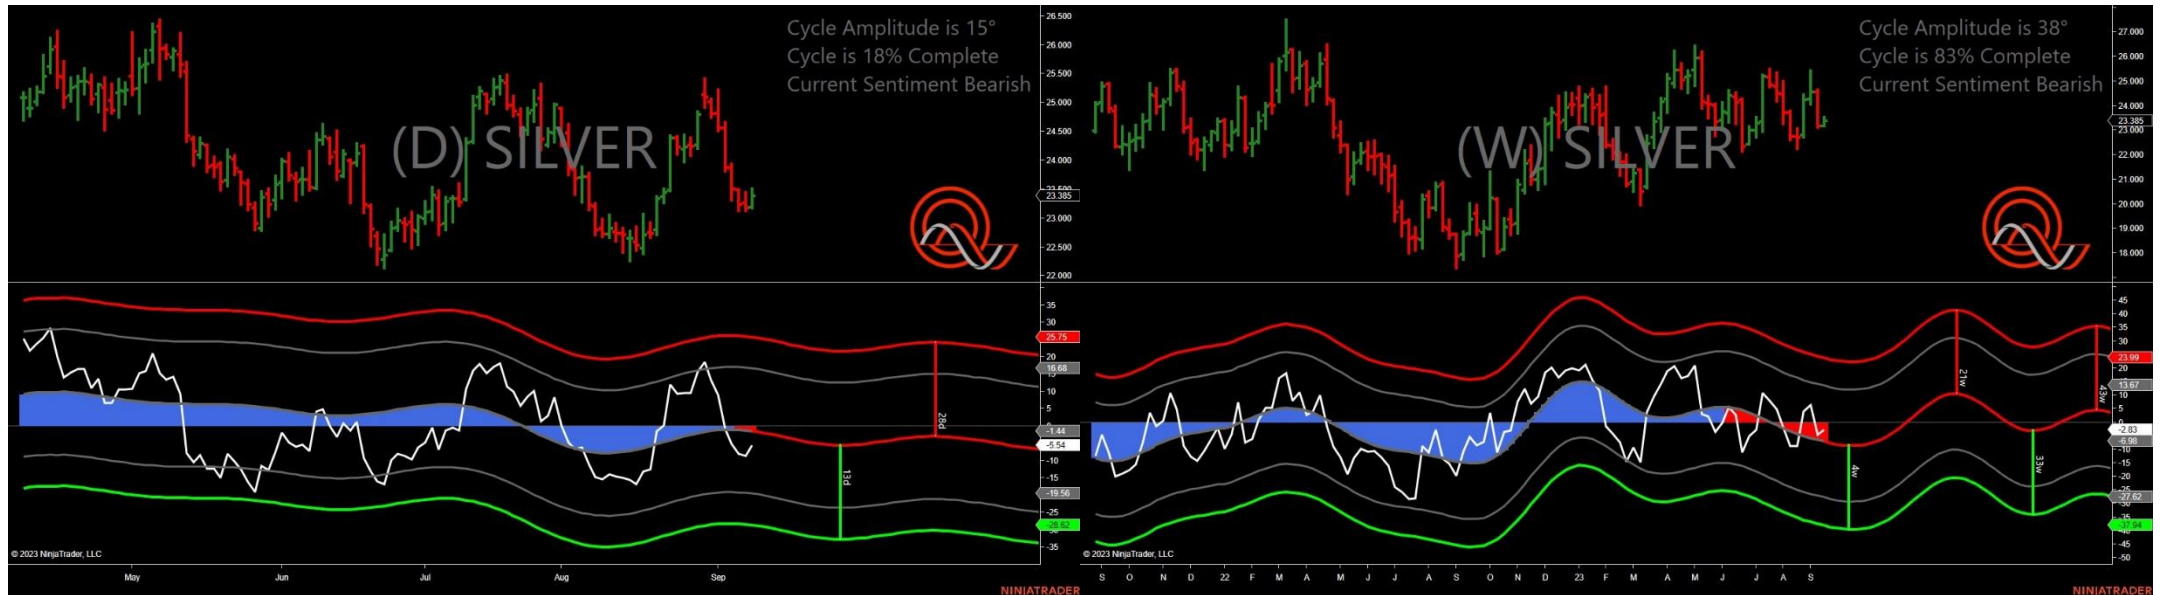 Cycle Amplitude is 15°
Cycle is 18% Complete
Current Sentiment Bearish
(D) SILVER
26.500
26.000
25.500
25.000
24.500
24.000
23.500
23.385
23.000
22.500
22.000
35
30
25.75
20
16.68
10
5
-1.44
-5.54
-10
-15
-19.56
-25
-28.62
-35
28d
13d
© 2023 NinjaTrader, LLC
May Jun Jul Aug Sep
NINJATRADER
Cycle Amplitude is 38°
Cycle is 83% Complete
Current Sentiment Bearish
(W) SILVER
27.000
26.000
25.000
24.000
23.385
23.000
22.000
21.000
20.000
19.000
18.000
45
35
30
23.99
20
13.67
10
5
0
-2.83
-6.98
-10
-15
-20
-27.62
-37.94
-45
-50
21w
43w
4w
33w
© 2023 NinjaTrader, LLC
S O N D 22 F M A M J J A S O N D 23 F M A M J J A S
NINJATRADER